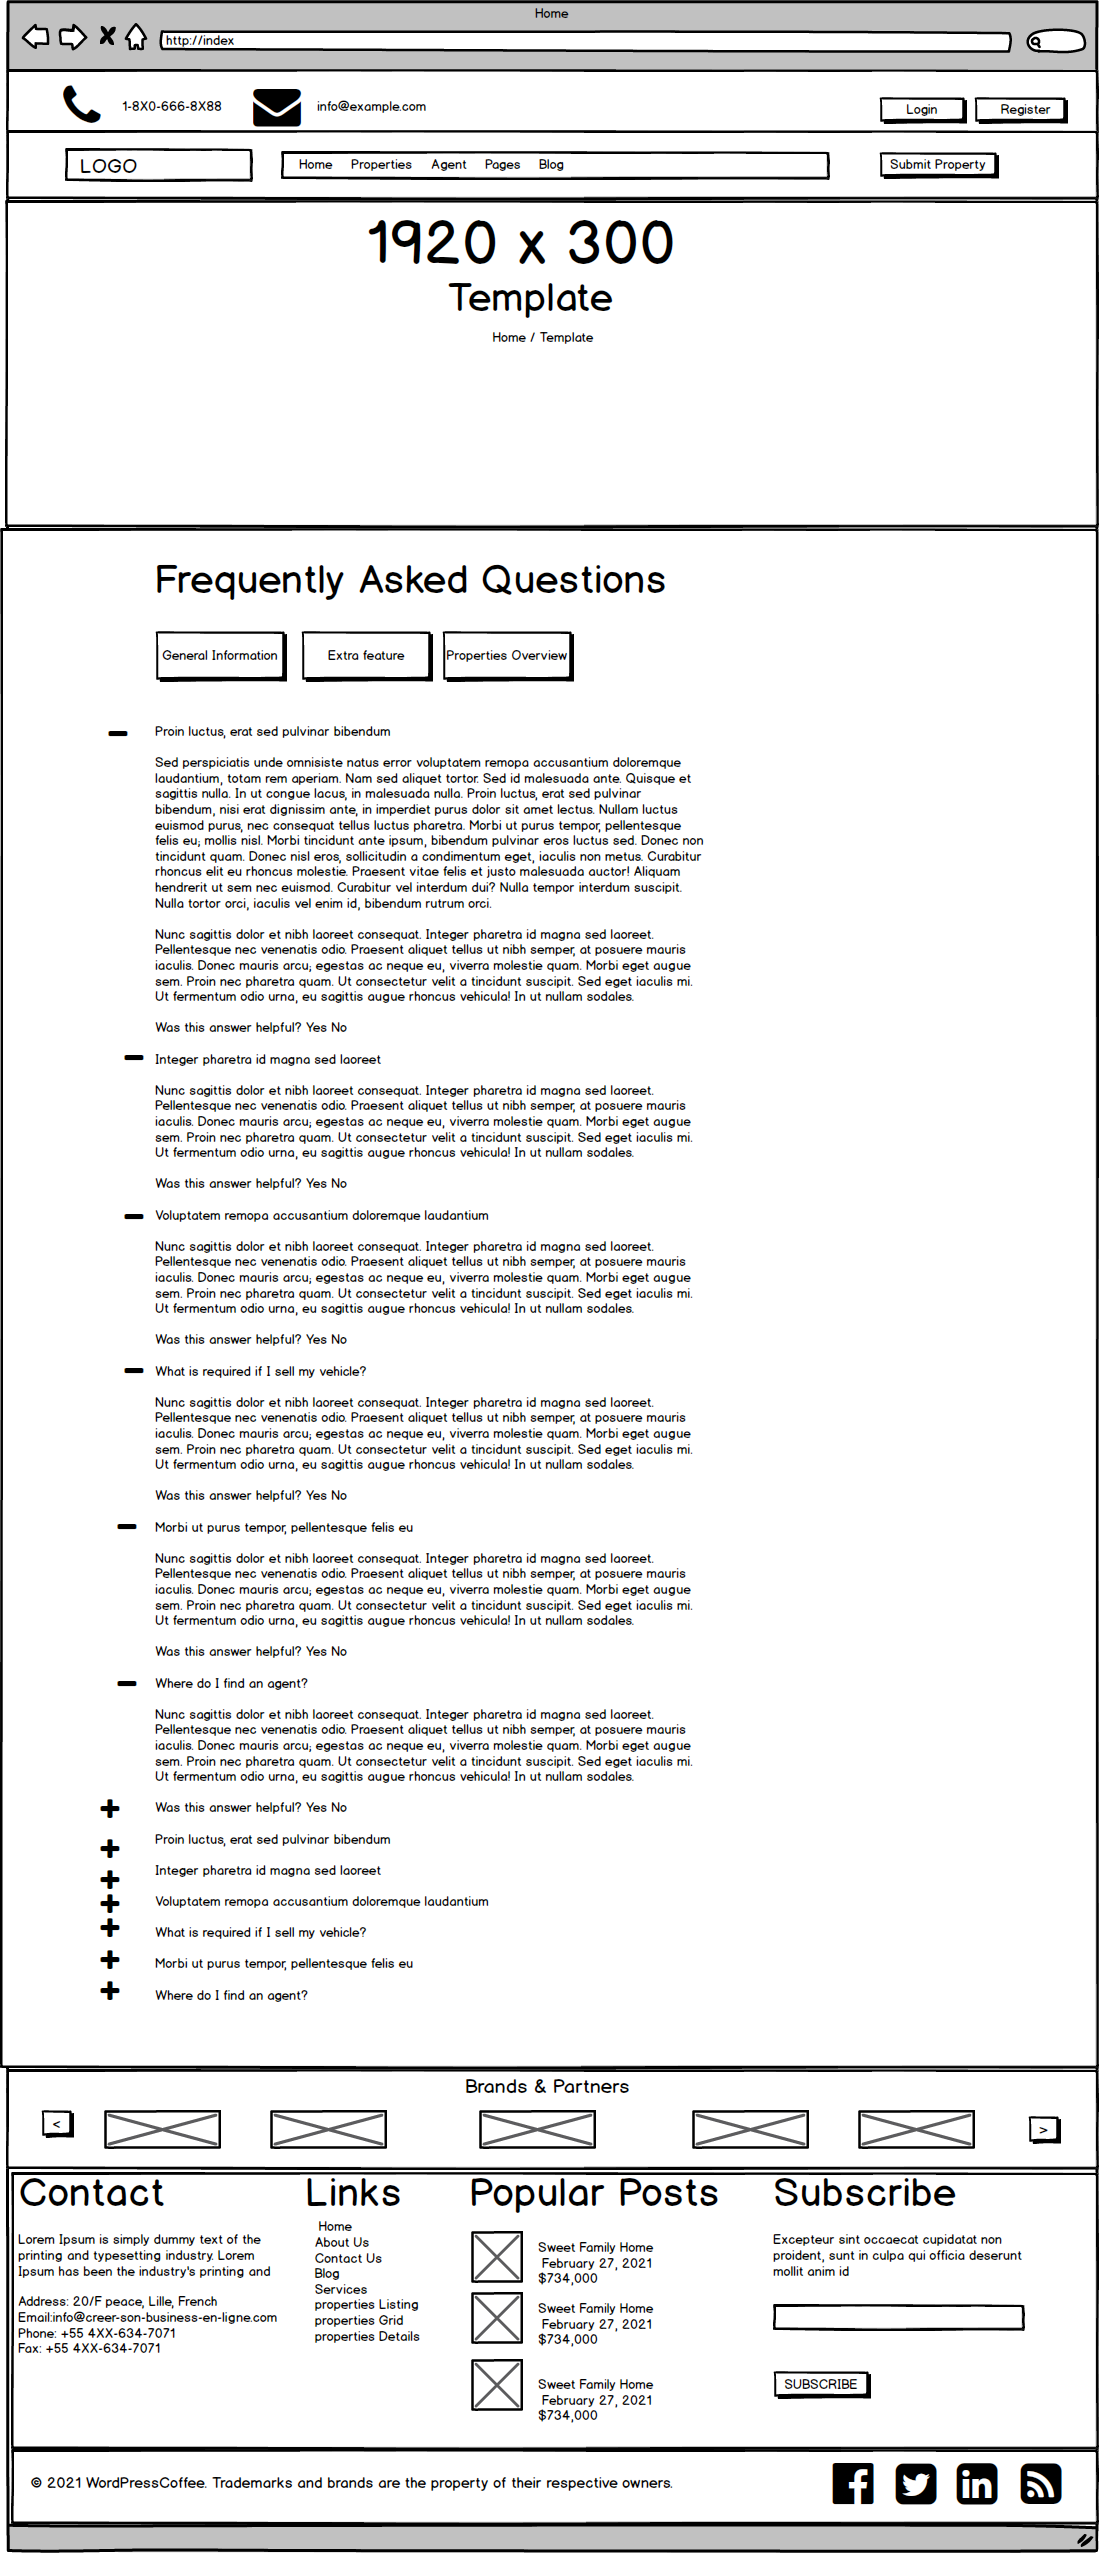 Home
http://index
1-8X0-666-8X88
info@example.com
Login
Register
LOGO
Home Properties Agent Pages Blog
Submit Property
1920 x 300
Template
Home / Template
Frequently Asked Questions
General Information
Extra feature
Properties Overview
Proin luctus, erat sed pulvinar bibendum
Sed perspiciatis unde omnisiste natus error voluptatem remopa accusantium doloremque
laudantium, totam rem aperiam. Nam sed aliquet tortor. Sed id malesuada ante. Quisque et
sagittis nulla. In ut congue lacus, in malesuada nulla. Proin luctus, erat sed pulvinar
bibendum, nisi erat dignissim ante, in imperdiet purus dolor sit amet lectus. Nullam luctus
euismod purus, nec consequat tellus luctus pharetra. Morbi ut purus tempor, pellentesque
felis eu; mollis nisl. Morbi tincidunt ante ipsum, bibendum pulvinar eros luctus sed. Donec non
tincidunt quam. Donec nisl eros, sollicitudin a condimentum eget, iaculis non metus. Curabitur
rhoncus elit eu rhoncus molestie. Praesent vitae felis et justo malesuada auctor! Aliquam
hendrerit ut sem nec euismod. Curabitur vel interdum dui? Nulla tempor interdum suscipit.
Nulla tortor orci, iaculis vel enim id, bibendum rutrum orci.
Nunc sagittis dolor et nibh laoreet consequat. Integer pharetra id magna sed laoreet.
Pellentesque nec venenatis odio. Praesent aliquet tellus ut nibh semper, at posuere mauris
iaculis. Donec mauris arcu; egestas ac neque eu, viverra molestie quam. Morbi eget augue
sem. Proin nec pharetra quam. Ut consectetur velit a tincidunt suscipit. Sed eget iaculis mi.
Ut fermentum odio urna, eu sagittis augue rhoncus vehicula! In ut nullam sodales.
Was this answer helpful? Yes No
Integer pharetra id magna sed laoreet
Nunc sagittis dolor et nibh laoreet consequat. Integer pharetra id magna sed laoreet.
Pellentesque nec venenatis odio. Praesent aliquet tellus ut nibh semper, at posuere mauris
iaculis. Donec mauris arcu; egestas ac neque eu, viverra molestie quam. Morbi eget augue
sem. Proin nec pharetra quam. Ut consectetur velit a tincidunt suscipit. Sed eget iaculis mi.
Ut fermentum odio urna, eu sagittis augue rhoncus vehicula! In ut nullam sodales.
Was this answer helpful? Yes No
Voluptatem remopa accusantium doloremque laudantium
Nunc sagittis dolor et nibh laoreet consequat. Integer pharetra id magna sed laoreet.
Pellentesque nec venenatis odio. Praesent aliquet tellus ut nibh semper, at posuere mauris
iaculis. Donec mauris arcu; egestas ac neque eu, viverra molestie quam. Morbi eget augue
sem. Proin nec pharetra quam. Ut consectetur velit a tincidunt suscipit. Sed eget iaculis mi.
Ut fermentum odio urna, eu sagittis augue rhoncus vehicula! In ut nullam sodales.
Was this answer helpful? Yes No
What is required if I sell my vehicle?
Nunc sagittis dolor et nibh laoreet consequat. Integer pharetra id magna sed laoreet.
Pellentesque nec venenatis odio. Praesent aliquet tellus ut nibh semper, at posuere mauris
iaculis. Donec mauris arcu; egestas ac neque eu, viverra molestie quam. Morbi eget augue
sem. Proin nec pharetra quam. Ut consectetur velit a tincidunt suscipit. Sed eget iaculis mi.
Ut fermentum odio urna, eu sagittis augue rhoncus vehicula! In ut nullam sodales.
Was this answer helpful? Yes No
Morbi ut purus tempor, pellentesque felis eu
Nunc sagittis dolor et nibh laoreet consequat. Integer pharetra id magna sed laoreet.
Pellentesque nec venenatis odio. Praesent aliquet tellus ut nibh semper, at posuere mauris
iaculis. Donec mauris arcu; egestas ac neque eu, viverra molestie quam. Morbi eget augue
sem. Proin nec pharetra quam. Ut consectetur velit a tincidunt suscipit. Sed eget iaculis mi.
Ut fermentum odio urna, eu sagittis augue rhoncus vehicula! In ut nullam sodales.
Was this answer helpful? Yes No
Where do I find an agent?
Nunc sagittis dolor et nibh laoreet consequat. Integer pharetra id magna sed laoreet.
Pellentesque nec venenatis odio. Praesent aliquet tellus ut nibh semper, at posuere mauris
iaculis. Donec mauris arcu; egestas ac neque eu, viverra molestie quam. Morbi eget augue
sem. Proin nec pharetra quam. Ut consectetur velit a tincidunt suscipit. Sed eget iaculis mi.
Ut fermentum odio urna, eu sagittis augue rhoncus vehicula! In ut nullam sodales.
Was this answer helpful? Yes No
Proin luctus, erat sed pulvinar bibendum
Integer pharetra id magna sed laoreet
Voluptatem remopa accusantium doloremque laudantium
What is required if I sell my vehicle?
Morbi ut purus tempor, pellentesque felis eu
Where do I find an agent?
Brands & Partners
<
>
Contact
Lorem Ipsum is simply dummy text of the
printing and typesetting industry. Lorem
Ipsum has been the industry's printing and
Address: 20/F peace, Lille, French
Email:info@creer-son-business-en-ligne.com
Phone: +55 4XX-634-7071
Fax: +55 4XX-634-7071
Links
Home
About Us
Contact Us
Blog
Services
properties Listing
properties Grid
properties Details
Popular Posts
Sweet Family Home
February 27, 2021
$734,000
Sweet Family Home
February 27, 2021
$734,000
Sweet Family Home
February 27, 2021
$734,000
Subscribe
Excepteur sint occaecat cupidatat non
proident, sunt in culpa qui officia deserunt
mollit anim id
SUBSCRIBE
© 2021 WordPressCoffee. Trademarks and brands are the property of their respective owners.